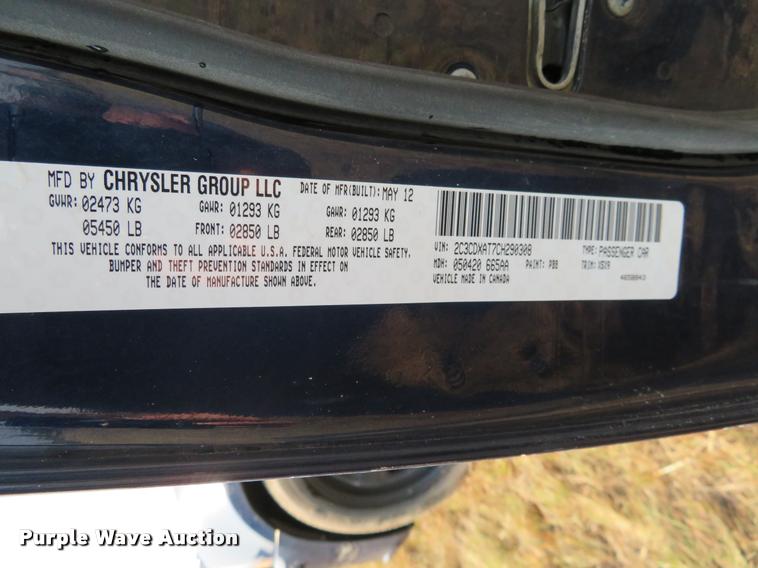 MFD BY CHRYSLER GROUP LLC DATE OF MFR(BUILT): MAY 12
GVWR: 02473 KG GAWR: 01293 KG GAWR: 01293 KG
05450 LB FRONT: 02850 LB REAR: 02850 LB
THIS VEHICLE CONFORMS TO ALL APPLICABLE U.S.A. FEDERAL MOTOR VEHICLE SAFETY,
BUMPER AND THEFT PREVENTION STANDARDS IN EFFECT ON
THE DATE OF MANUFACTURE SHOWN ABOVE.
VIN: 2C3CDXAT7CH290308 TYPE: PASSENGER CAR
MDH: 050420 665AA PAINT: PB8 TRIM: X5X9
VEHICLE MADE IN CANADA
Purple Wave Auction